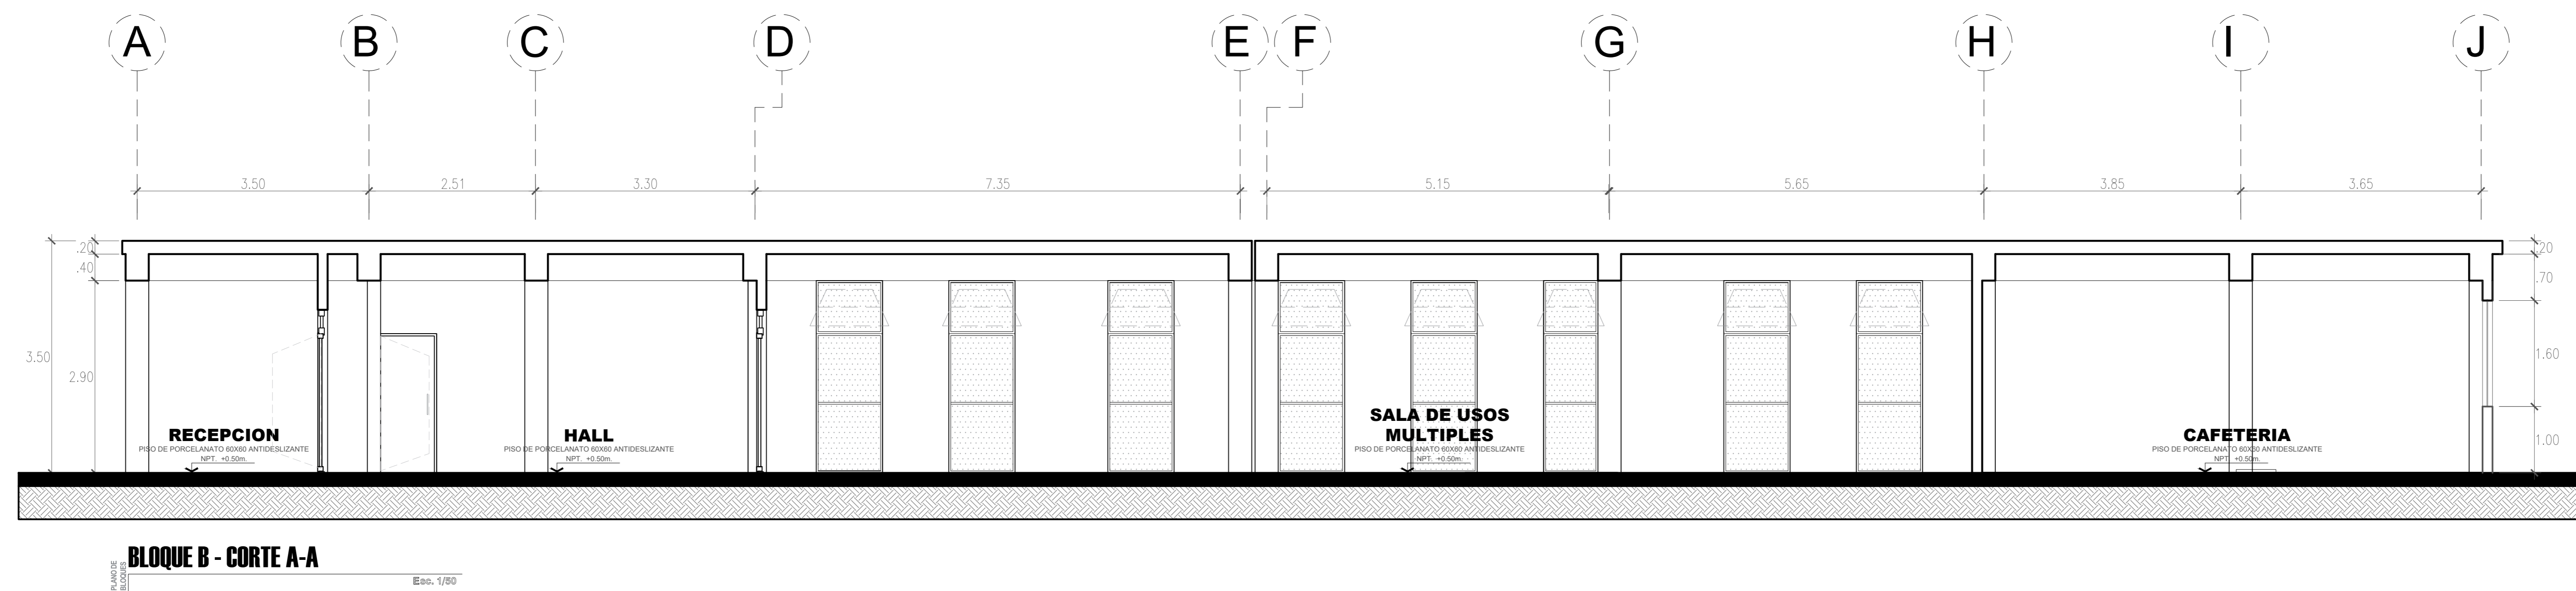 A B C D E F G H I J
3.50 2.51 3.30 7.35 5.15 5.65 3.85 3.65
.20
.40
3.50
2.90
.20
.70
1.60
1.00
RECEPCION
PISO DE PORCELANATO 60X60 ANTIDESLIZANTE
NPT. +0.50m.
HALL
PISO DE PORCELANATO 60X60 ANTIDESLIZANTE
NPT. +0.50m.
SALA DE USOS
MULTIPLES
PISO DE PORCELANATO 60X60 ANTIDESLIZANTE
NPT. +0.50m.
CAFETERIA
PISO DE PORCELANATO 60X60 ANTIDESLIZANTE
NPT. +0.50m.
PLANO DE
BLOQUES
BLOQUE B - CORTE A-A
Esc. 1/50